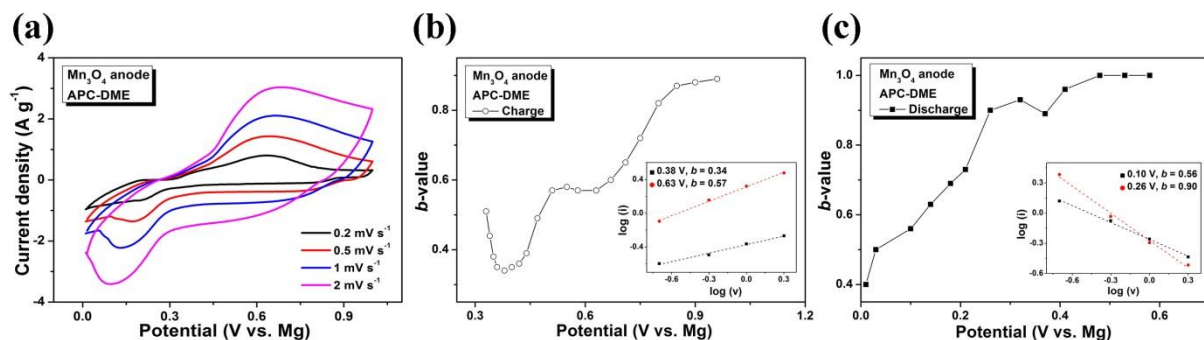 (a)
Current density (A g⁻¹)
4
2
0
-2
-4
Mn₃O₄ anode
APC-DME
0.2 mV s⁻¹
0.5 mV s⁻¹
1 mV s⁻¹
2 mV s⁻¹
0.0 0.3 0.6 0.9
Potential (V vs. Mg)
(b)
b-value
0.8
0.6
0.4
Mn₃O₄ anode
APC-DME
Charge
0.38 V, b = 0.34
0.63 V, b = 0.57
log (i)
0.4
0.0
-0.4
-0.6 -0.3 0.0 0.3
log (v)
0.3 0.6 0.9 1.2
Potential (V vs. Mg)
(c)
b-value
1.0
0.8
0.6
0.4
Mn₃O₄ anode
APC-DME
Discharge
0.10 V, b = 0.56
0.26 V, b = 0.90
log (i)
0.3
0.0
-0.3
-0.6
-0.6 -0.3 0.0 0.3
log (v)
0.0 0.2 0.4 0.6
Potential (V vs. Mg)